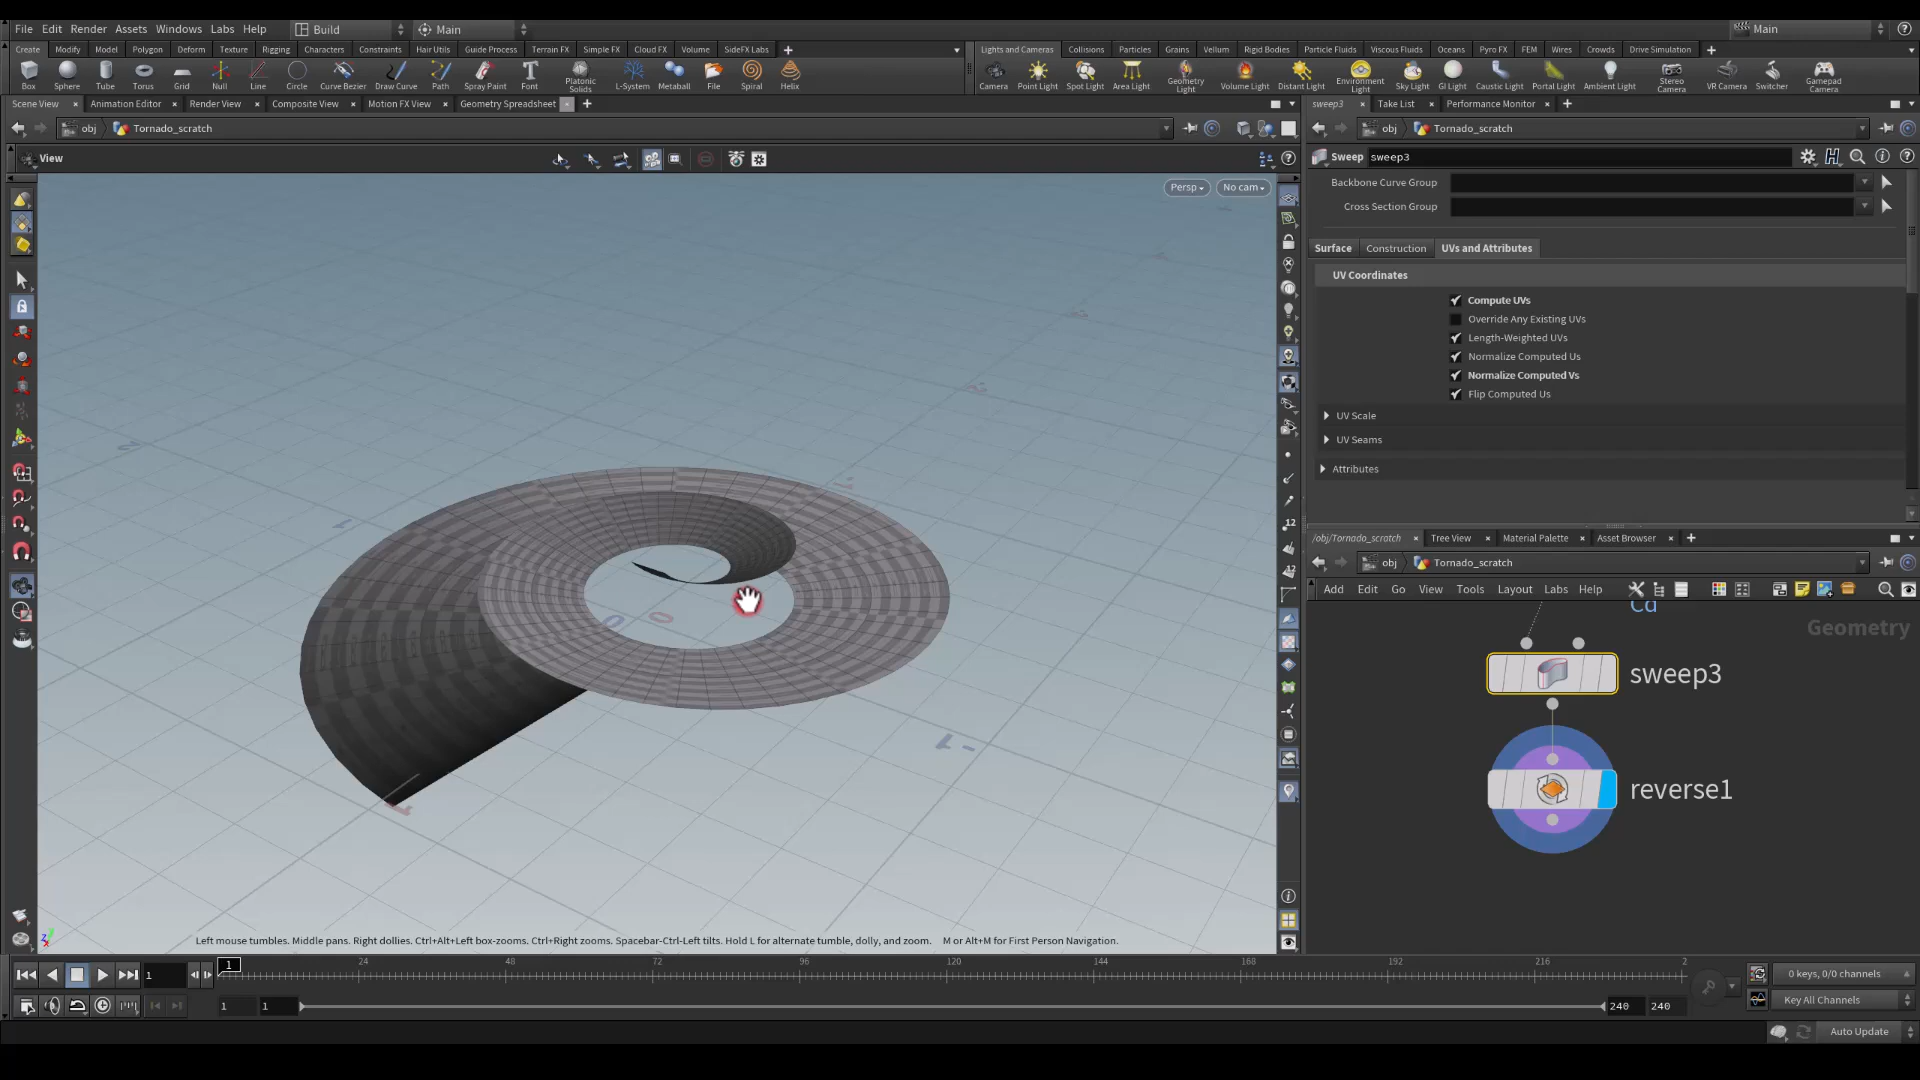 File Edit Render Assets Windows Labs Help Build Main Main
Create Modify Model Polygon Deform Texture Rigging Characters Constraints Hair Utils Guide Process Terrain FX Simple FX Cloud FX Volume SideFX Labs
Lights and Cameras Collisions Particles Grains Vellum Rigid Bodies Particle Fluids Viscous Fluids Oceans Pyro FX FEM Wires Crowds Drive Simulation
Box Sphere Tube Torus Grid Null Line Circle Curve Bezier Draw Curve Path Spray Paint Font Platonic Solids L-System Metaball File Spiral Helix
Camera Point Light Spot Light Area Light Geometry Light Volume Light Distant Light Environment Light Sky Light GI Light Caustic Light Portal Light Ambient Light Stereo Camera VR Camera Switcher Gamepad Camera
Scene View Animation Editor Render View Composite View Motion FX View Geometry Spreadsheet
sweep3 Take List Performance Monitor
obj Tornado_scratch
obj Tornado_scratch
View
Persp No cam
Sweep sweep3
Backbone Curve Group
Cross Section Group
Surface Construction UVs and Attributes
UV Coordinates
Compute UVs
Override Any Existing UVs
Length-Weighted UVs
Normalize Computed Us
Normalize Computed Vs
Flip Computed Us
UV Scale
UV Seams
Attributes
/obj/Tornado_scratch Tree View Material Palette Asset Browser
obj Tornado_scratch
Add Edit Go View Tools Layout Labs Help
Cd
Geometry
sweep3
reverse1
Left mouse tumbles. Middle pans. Right dollies. Ctrl+Alt+Left box-zooms. Ctrl+Right zooms. Spacebar-Ctrl-Left tilts. Hold L for alternate tumble, dolly, and zoom. M or Alt+M for First Person Navigation.
1 1 24 48 72 96 120 144 168 192 216 2
0 keys, 0/0 channels
1 1 240 240
Key All Channels
Auto Update